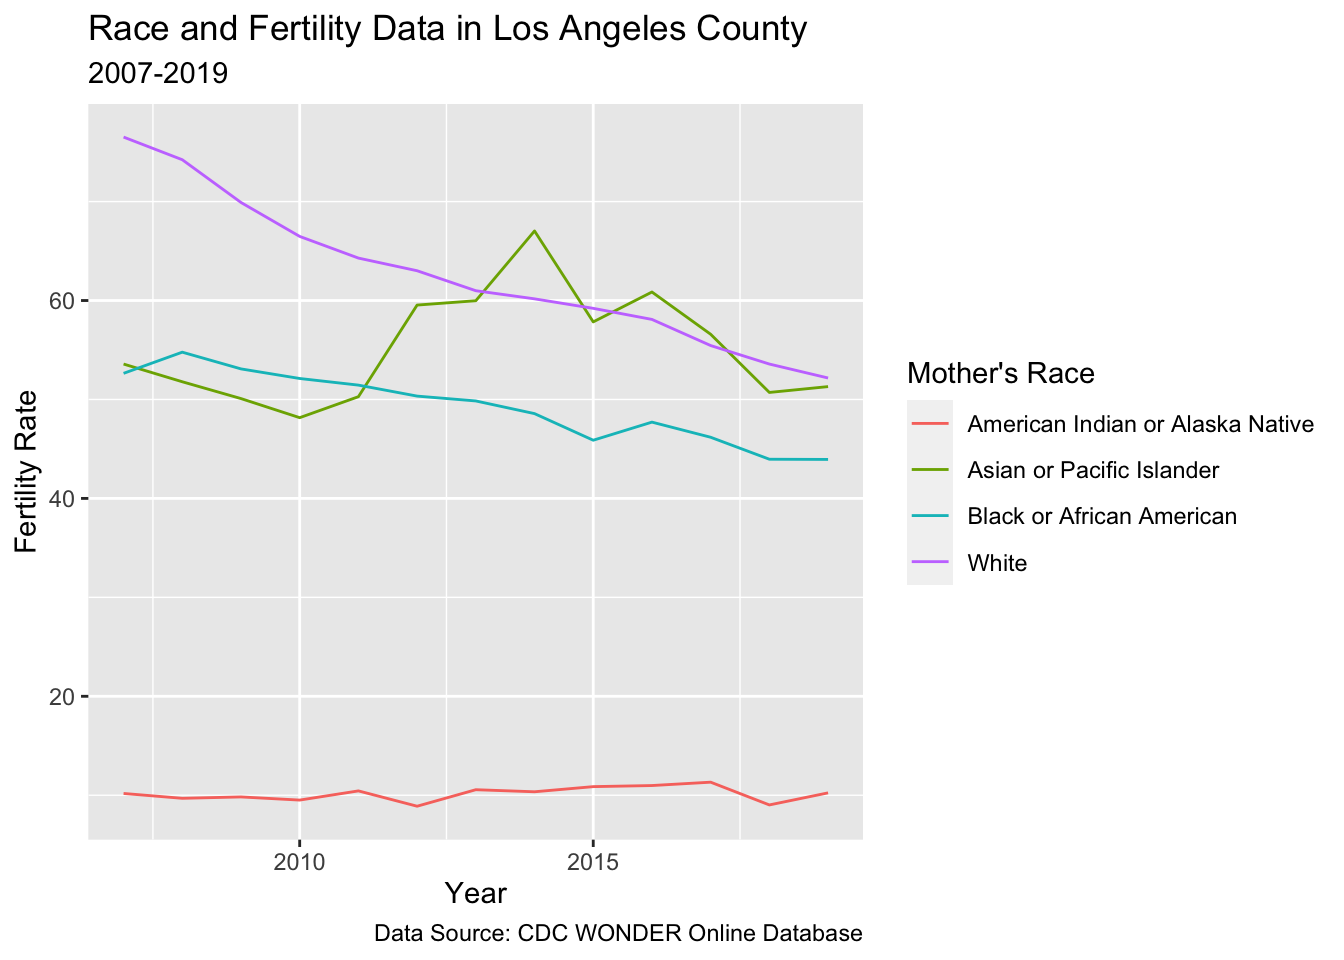 Race and Fertility Data in Los Angeles County
2007-2019
Fertility Rate
60
40
20
2010
2015
Year
Mother's Race
American Indian or Alaska Native
Asian or Pacific Islander
Black or African American
White
Data Source: CDC WONDER Online Database